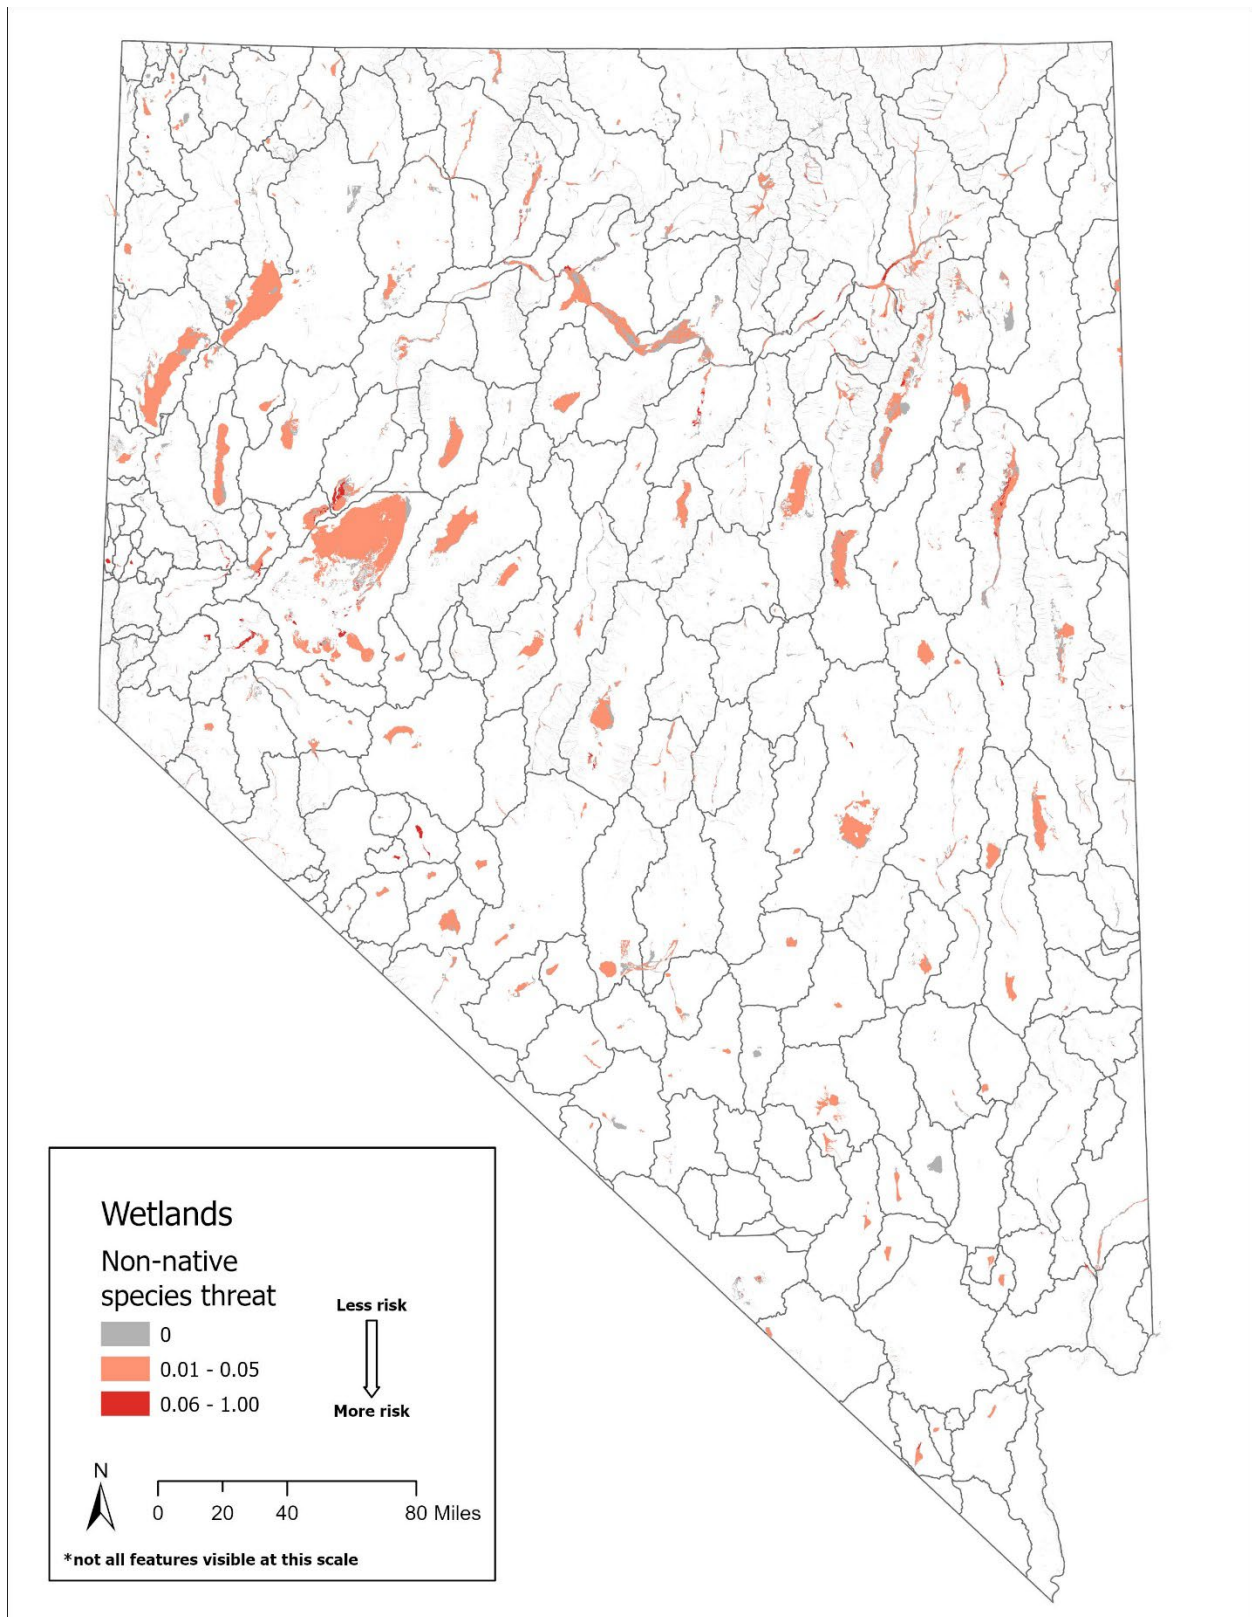 Wetlands
Non-native
species threat
0
0.01 - 0.05
0.06 - 1.00
Less risk
More risk
N
0 20 40 80 Miles
*not all features visible at this scale